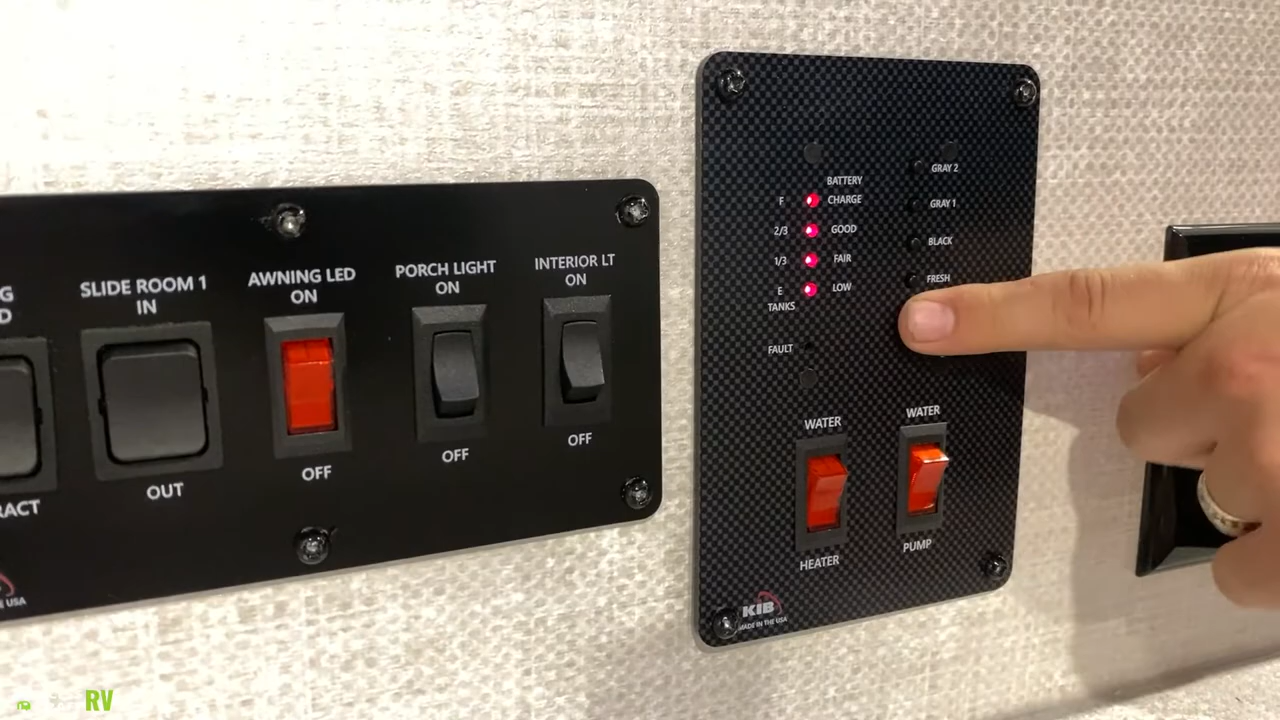 SLIDE ROOM 1
IN
OUT
AWNING LED
ON
OFF
PORCH LIGHT
ON
OFF
INTERIOR LT
ON
OFF
BATTERY
F CHARGE
2/3 GOOD
1/3 FAIR
E LOW
TANKS
FAULT
GRAY 2
GRAY 1
BLACK
FRESH
WATER
HEATER
WATER
PUMP
KIB
MADE IN THE USA
RV